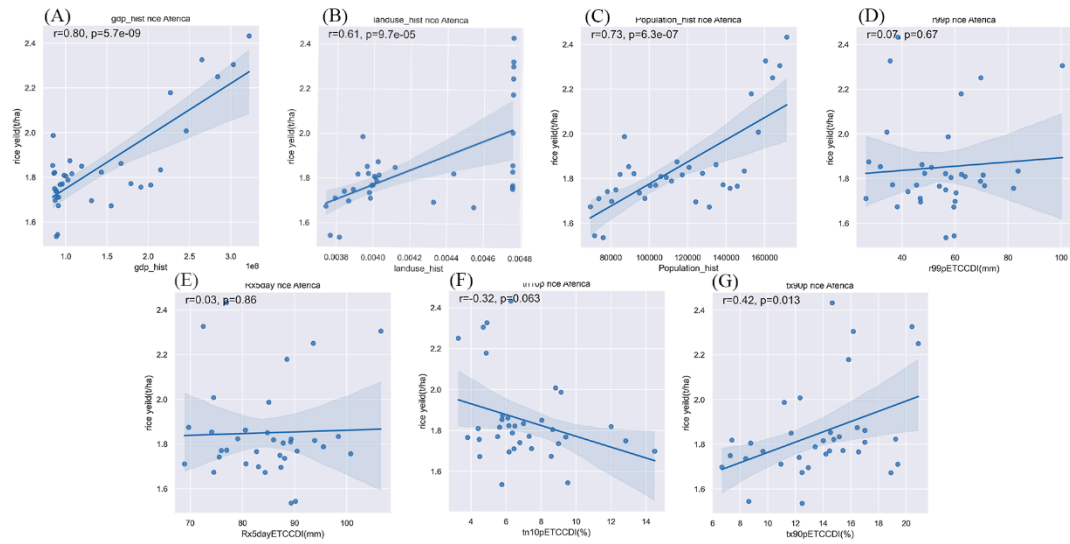 (A)
gdp_hist rice Aferica
r=0.80, p=5.7e-09
2.4
2.2
2.0
1.8
1.6
rice yeild(t/ha)
1.0
1.5
2.0
2.5
3.0
1e8
gdp_hist
(B)
landuse_hist rice Aferica
r=0.61, p=9.7e-05
2.4
2.2
2.0
1.8
1.6
rice yeild(t/ha)
0.0038
0.0040
0.0042
0.0044
0.0046
0.0048
landuse_hist
(C)
Population_hist rice Aferica
r=0.73, p=6.3e-07
2.4
2.2
2.0
1.8
1.6
rice yeild(t/ha)
80000
100000
120000
140000
160000
Population_hist
(D)
r99p rice Aferica
r=0.07, p=0.67
2.4
2.2
2.0
1.8
1.6
rice yeild(t/ha)
40
60
80
100
r99pETCCDI(mm)
(E)
Rx5day rice Aferica
r=0.03, p=0.86
2.4
2.2
2.0
1.8
1.6
rice yeild(t/ha)
70
80
90
100
Rx5dayETCCDI(mm)
(F)
tn10p rice Aferica
r=-0.32, p=0.063
2.4
2.2
2.0
1.8
1.6
rice yeild(t/ha)
4
6
8
10
12
14
tn10pETCCDI(%)
(G)
tx90p rice Aferica
r=0.42, p=0.013
2.4
2.2
2.0
1.8
1.6
rice yeild(t/ha)
6
8
10
12
14
16
18
20
tx90pETCCDI(%)